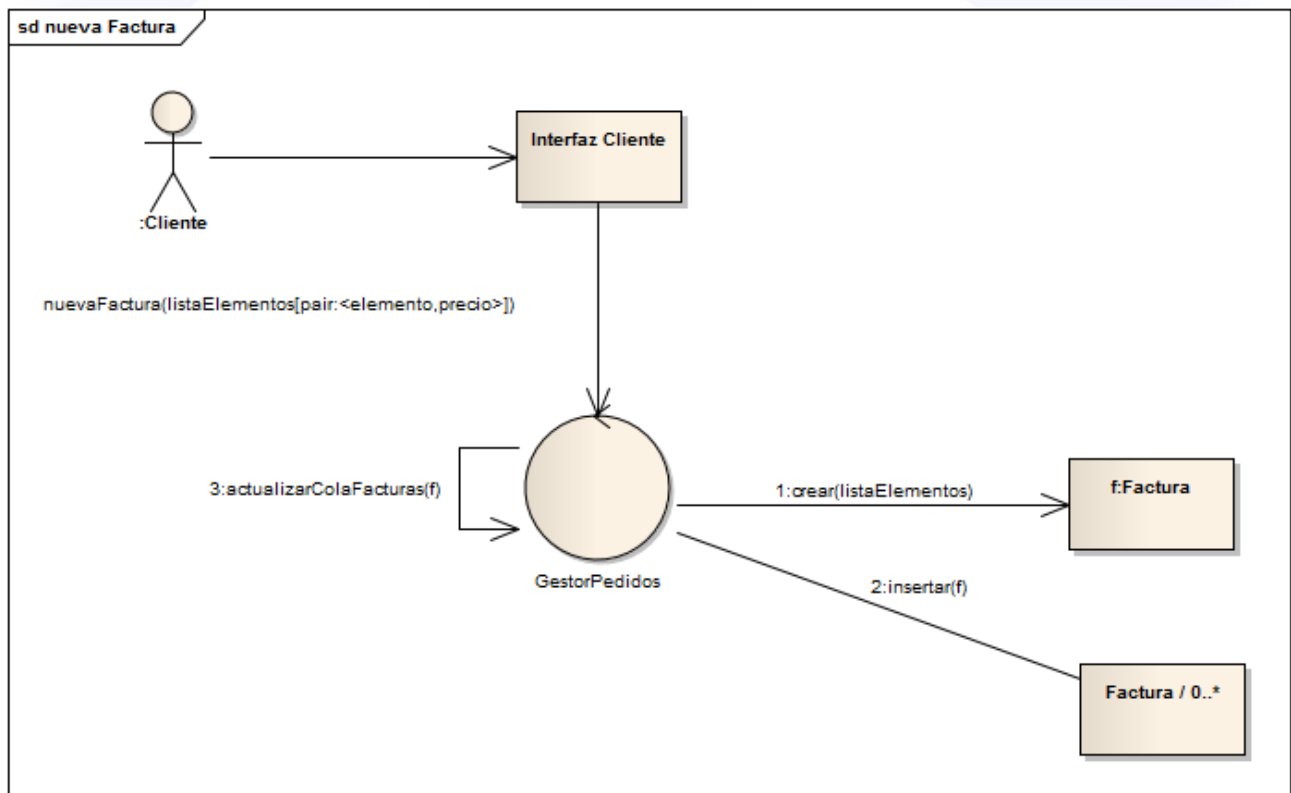 sd nueva Factura
Interfaz Cliente
:Cliente
nuevaFactura(listaElementos[pair:<elemento,precio>])
3:actualizarColaFacturas(f)
1:crear(listaElementos)
f:Factura
GestorPedidos
2:insertar(f)
Factura / 0..*